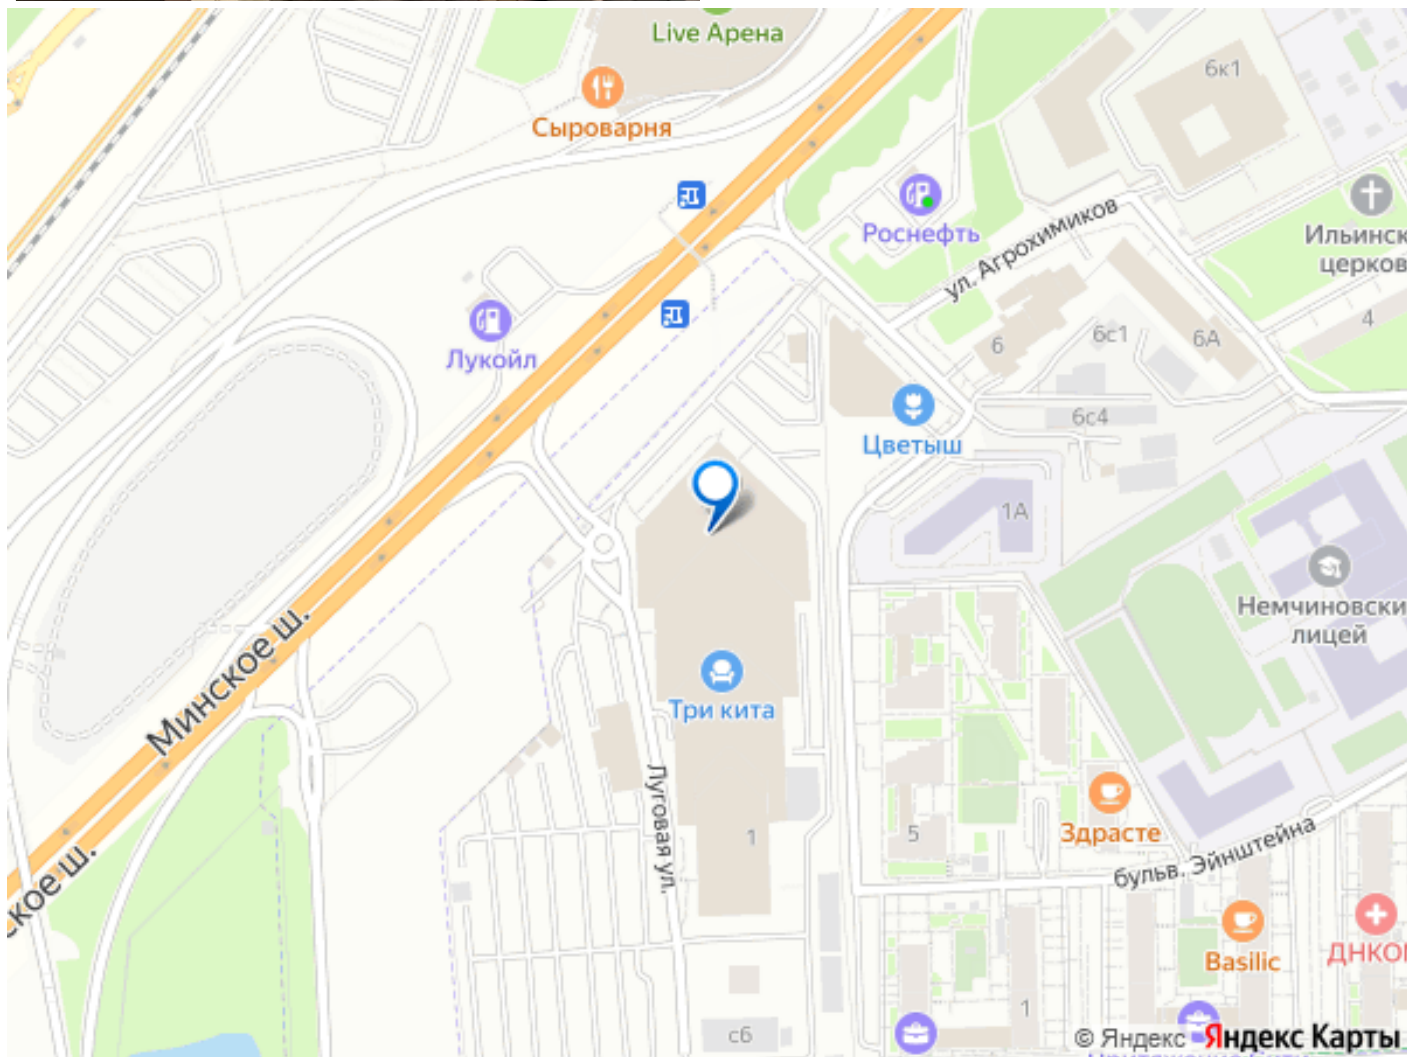 Live Арена
6к1
Сыроварня
Роснефть
ул. Агрохимиков
Ильинск
церков
Лукойл
4
6
6с1
6А
6с4
Цветыш
1А
Немчиновски
лицей
Минское ш.
Три кита
Луговая ул.
1
5
Здрасте
бульв. Эйнштейна
ское ш.
Basilic
ДНКО
1
с6
© Яндекс Яндекс Карты